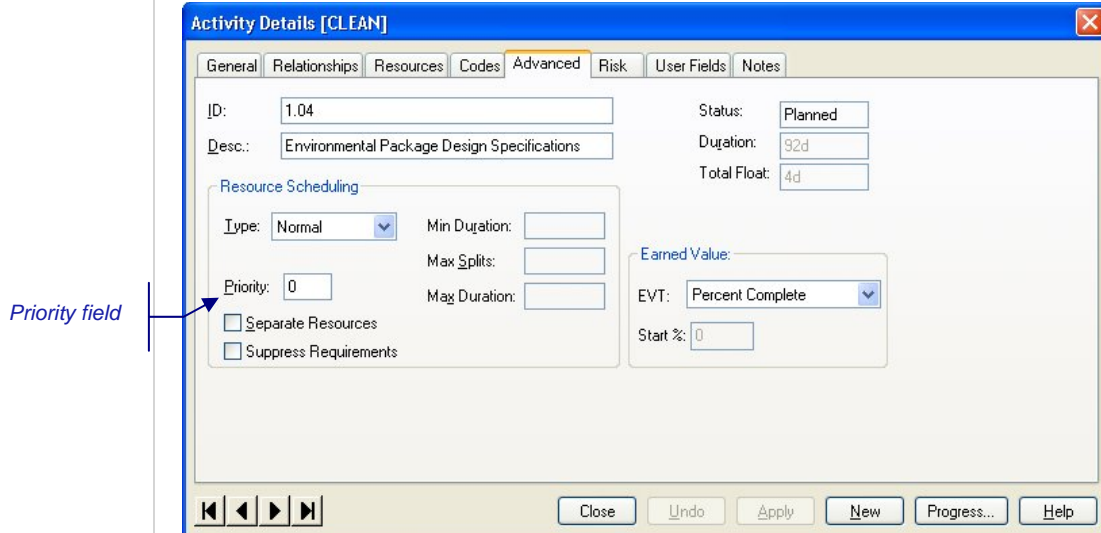 Activity Details [CLEAN]
General Relationships Resources Codes Advanced Risk User Fields Notes
ID: 1.04
Desc.: Environmental Package Design Specifications
Status: Planned
Duration: 92d
Total Float: 4d
Resource Scheduling
Type: Normal
Min Duration:
Max Splits:
Priority: 0
Max Duration:
Separate Resources
Suppress Requirements
Earned Value:
EVT: Percent Complete
Start %: 0
Priority field
Close Undo Apply New Progress... Help